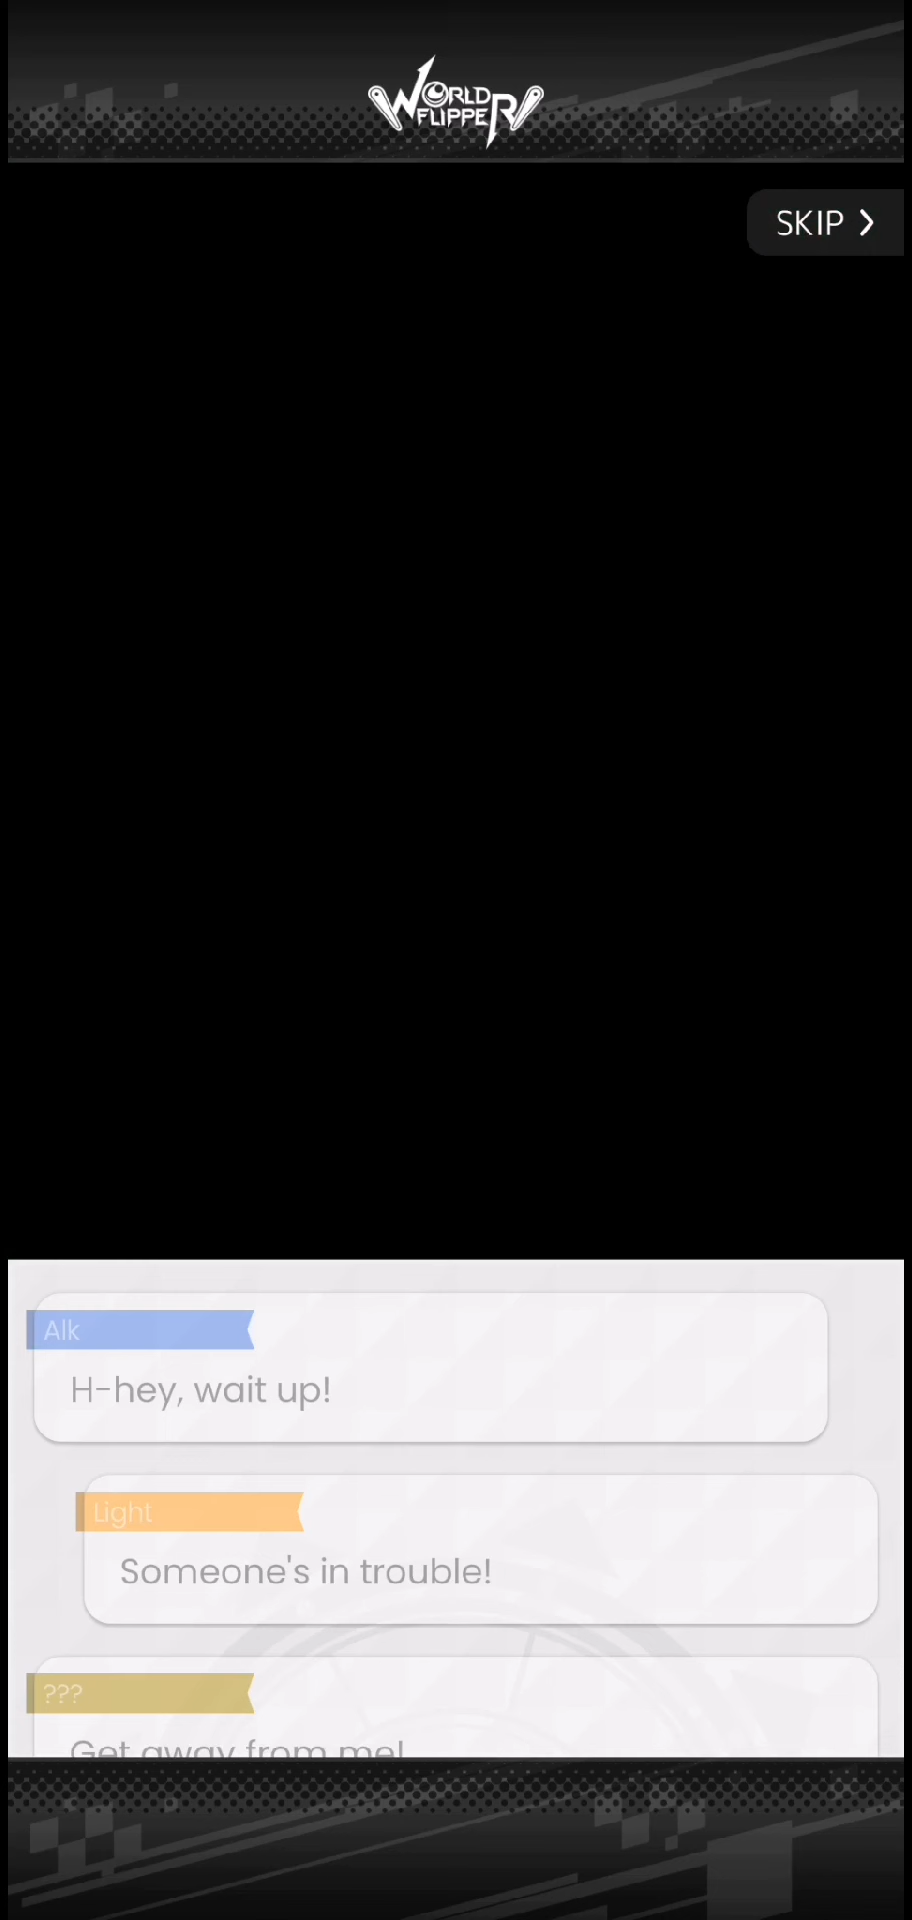 WORLD
FLIPPER
SKIP
Alk
H-hey, wait up!
Light
Someone's in trouble!
???
Get away from me!